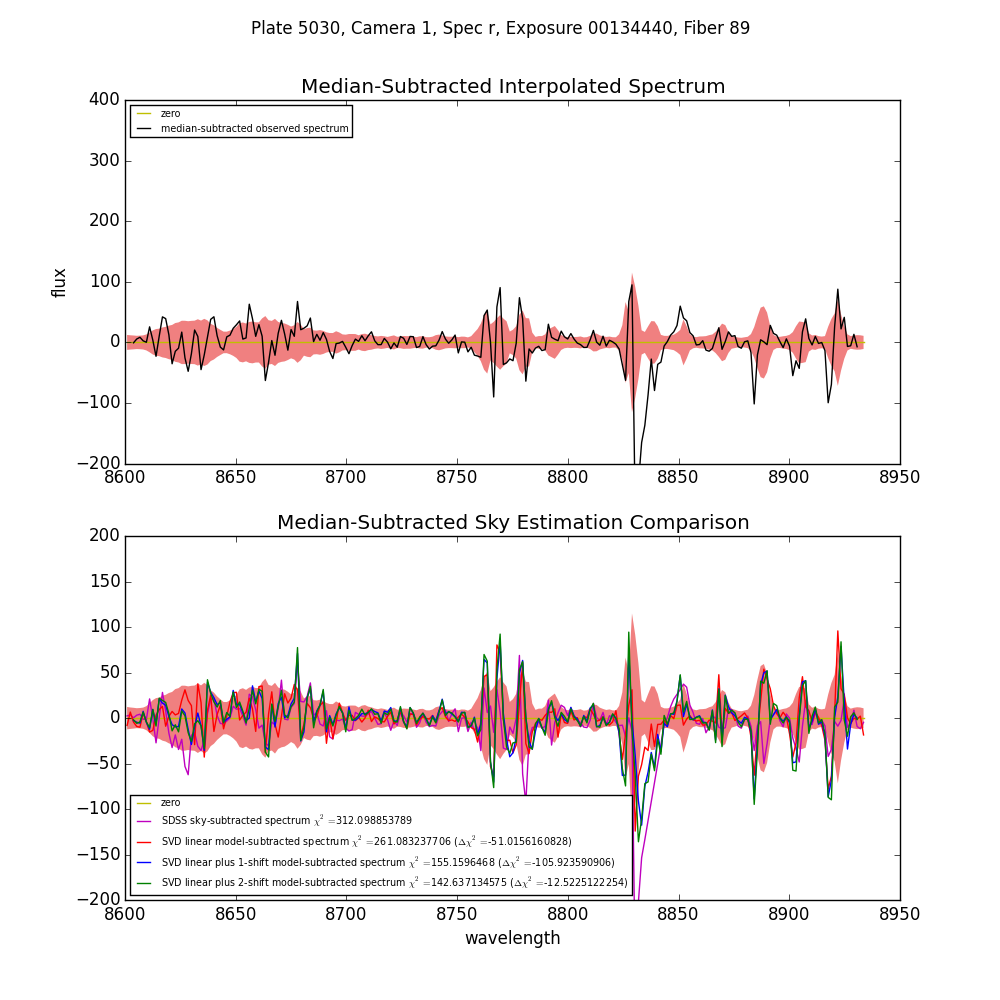 Plate 5030, Camera 1, Spec r, Exposure 00134440, Fiber 89
Median-Subtracted Interpolated Spectrum
400
300
200
100
0
−100
−200
flux
zero
median-subtracted observed spectrum
8600 8650 8700 8750 8800 8850 8900 8950
Median-Subtracted Sky Estimation Comparison
200
150
100
50
0
−50
−100
−150
−200
zero
SDSS sky-subtracted spectrum χ² =312.098853789
SVD linear model-subtracted spectrum χ² =261.083237706 (Δχ² =-51.0156160828)
SVD linear plus 1-shift model-subtracted spectrum χ² =155.1596468 (Δχ² =-105.923590906)
SVD linear plus 2-shift model-subtracted spectrum χ² =142.637134575 (Δχ² =-12.5225122254)
8600 8650 8700 8750 8800 8850 8900 8950
wavelength